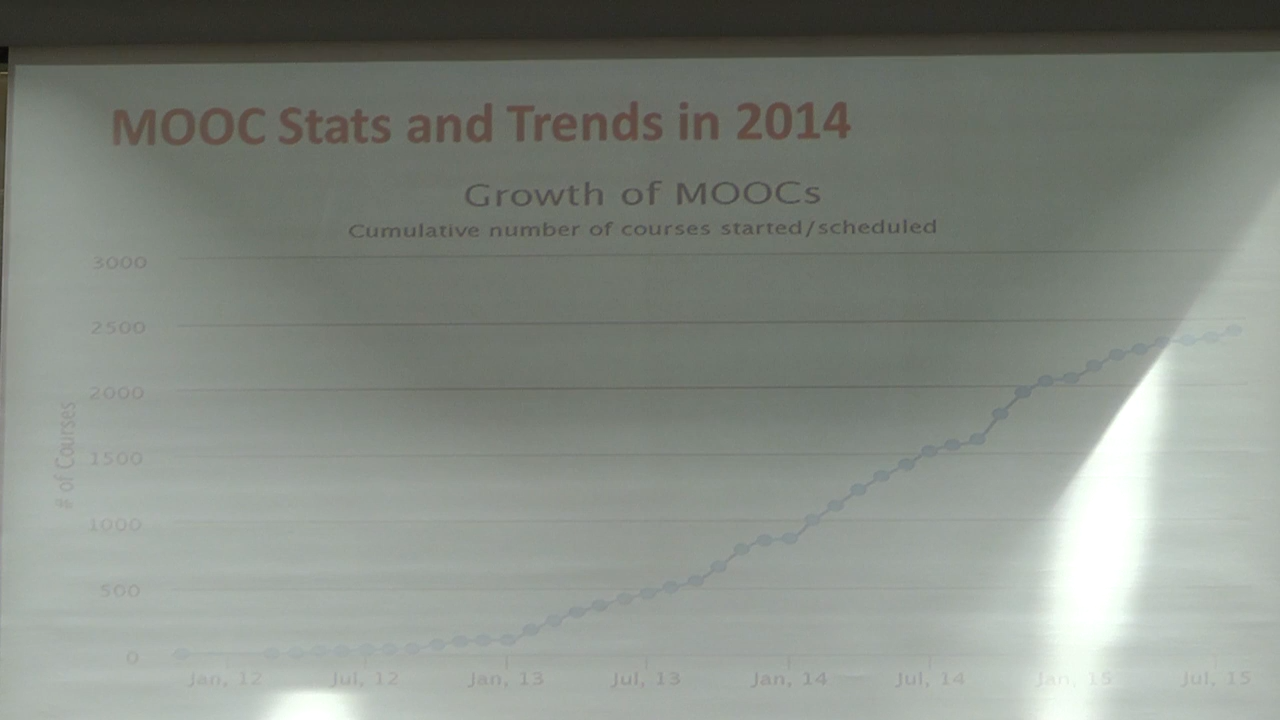 MOOC Stats and Trends in 2014
Growth of MOOCs
Cumulative number of courses started/scheduled
3000
2500
2000
1500
1000
500
0
# of Courses
Jan, 12 Jul, 12 Jan, 13 Jul, 13 Jan, 14 Jul, 14 Jan, 15 Jul, 15